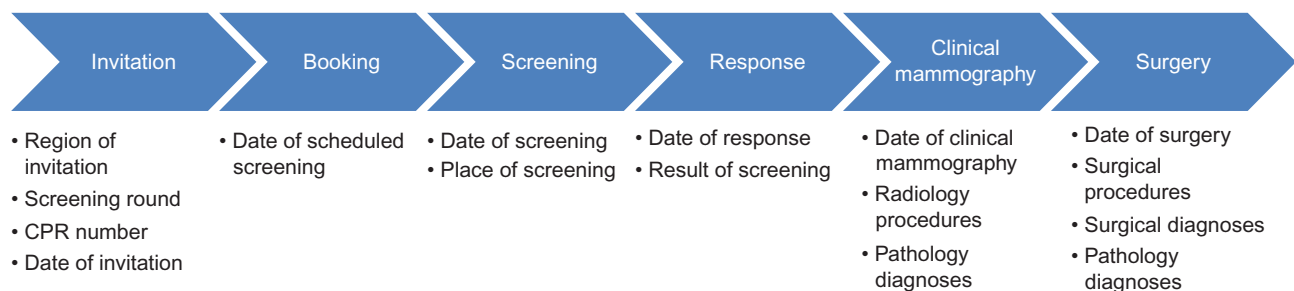 Invitation
Booking
Screening
Response
Clinical
mammography
Surgery
• Region of
invitation
• Screening round
• CPR number
• Date of invitation
• Date of scheduled
screening
• Date of screening
• Place of screening
• Date of response
• Result of screening
• Date of clinical
mammography
• Radiology
procedures
• Pathology
diagnoses
• Date of surgery
• Surgical
procedures
• Surgical diagnoses
• Pathology
diagnoses